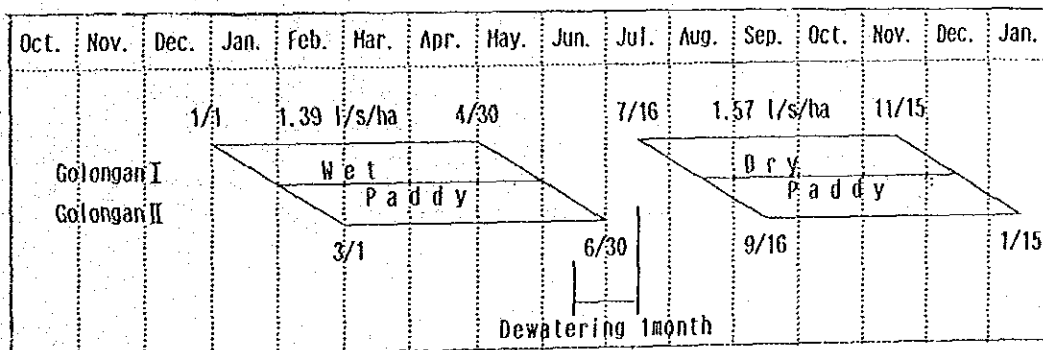 Oct. Nov. Dec. Jan. Feb. Mar. Apr. May. Jun. Jul. Aug. Sep. Oct. Nov. Dec. Jan.
1/1 1.39 l/s/ha 4/30 7/16 1.57 l/s/ha 11/15
Golongan I Wet Dry
Paddy Paddy
Golongan II
3/1 6/30 9/16 1/15
Dewatering 1month